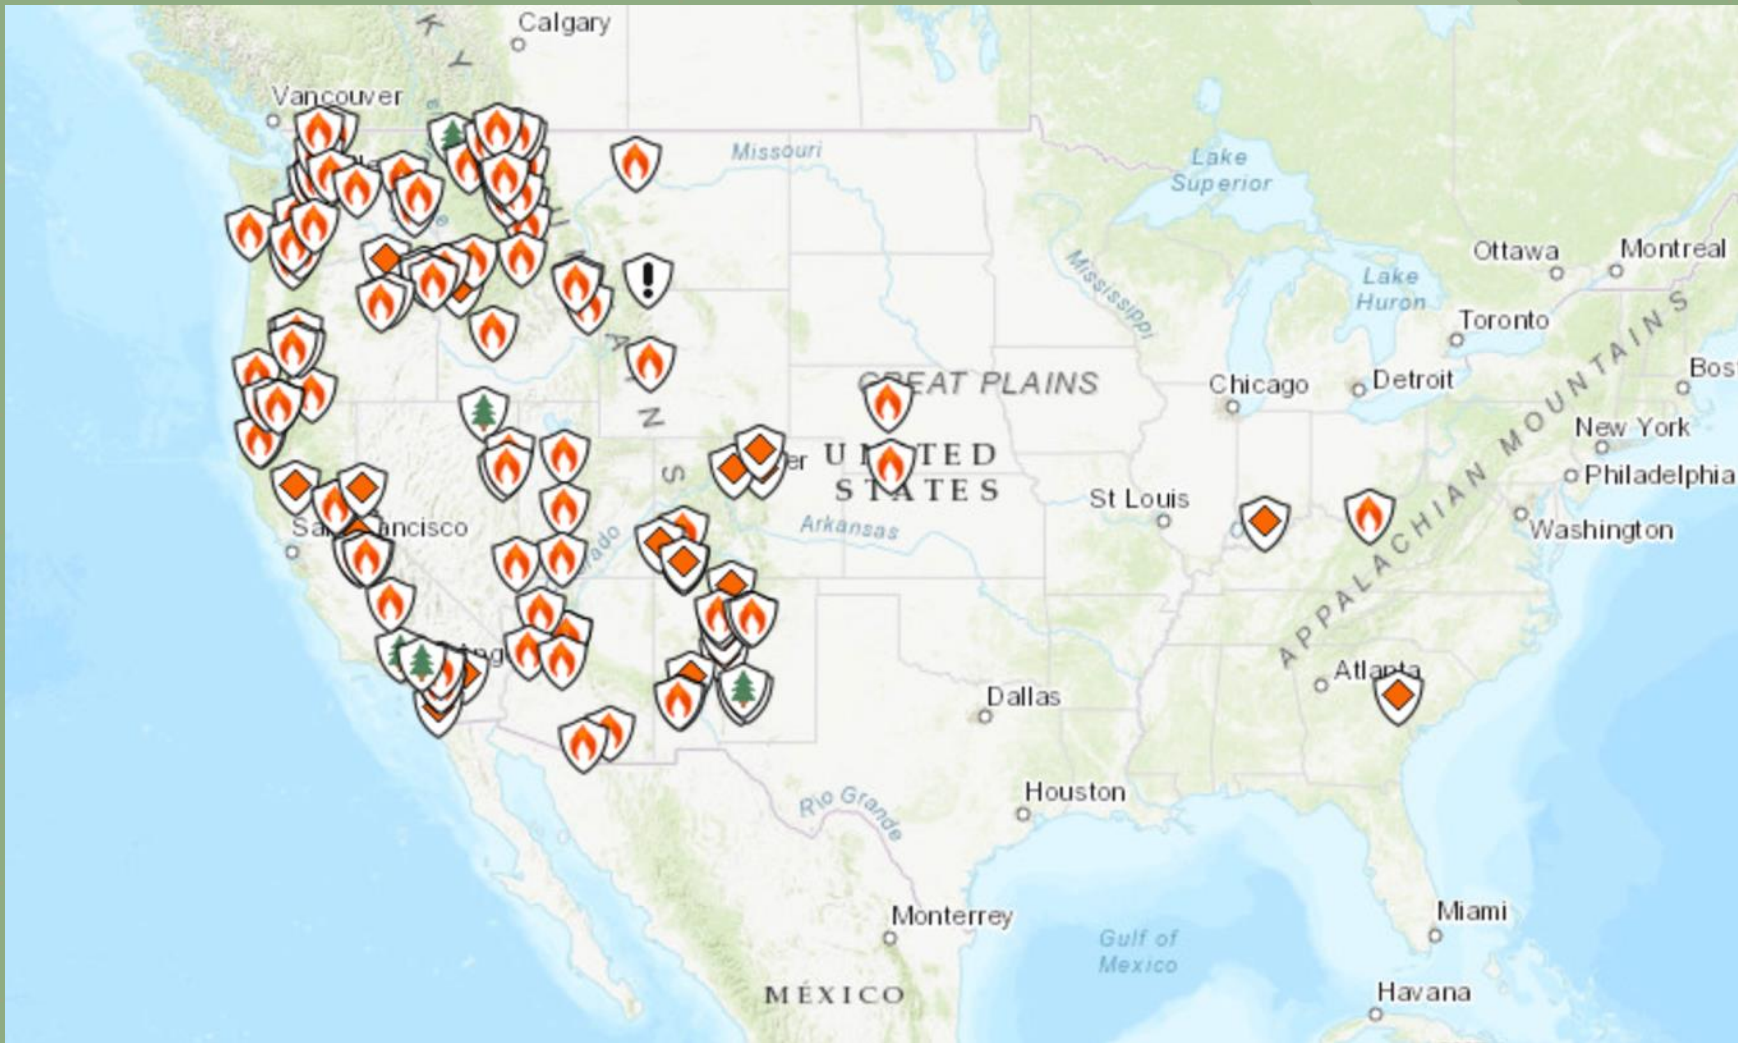 Calgary
K
Y
Vancouver
Missouri
Lake
Superior
Ottawa
Montreal
Mississippi
Lake
Huron
Toronto
A
GREAT PLAINS
Chicago
Detroit
Bos
N
New York
UNITED
STATES
S
Philadelphia
St Louis
Arkansas
Washington
APPALACHIAN MOUNTAINS
Atlanta
Dallas
Houston
Rio Grande
Monterrey
Miami
Gulf of
Mexico
MÉXICO
Havana